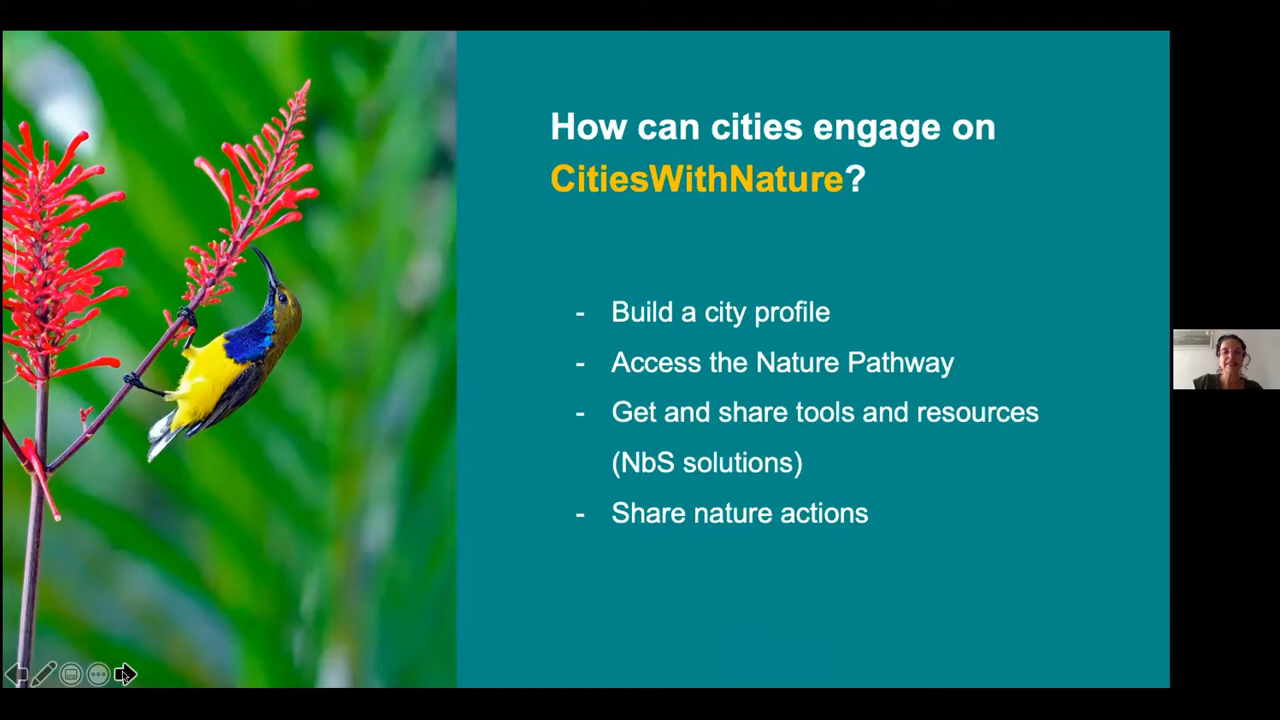 How can cities engage on
CitiesWithNature?
- Build a city profile
- Access the Nature Pathway
- Get and share tools and resources
(NbS solutions)
- Share nature actions